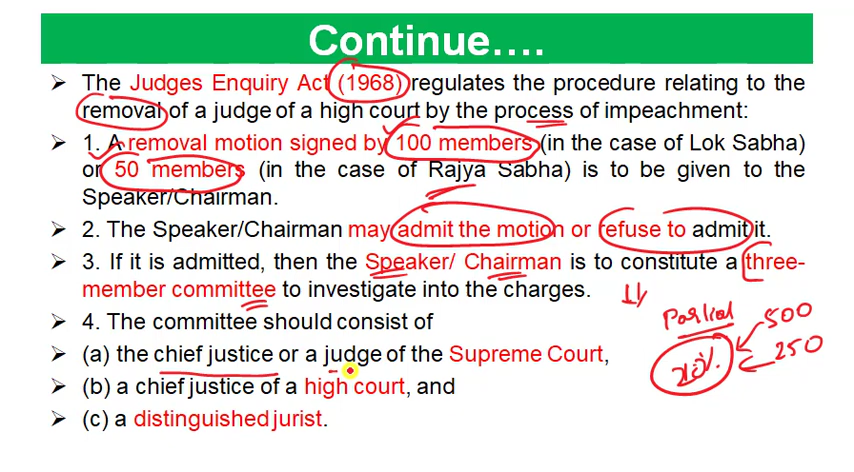 Continue....
➢ The Judges Enquiry Act (1968) regulates the procedure relating to the
removal of a judge of a high court by the process of impeachment:
➢ 1. A removal motion signed by 100 members (in the case of Lok Sabha)
or 50 members (in the case of Rajya Sabha) is to be given to the
Speaker/Chairman.
➢ 2. The Speaker/Chairman may admit the motion or refuse to admit it.
➢ 3. If it is admitted, then the Speaker/ Chairman is to constitute a three-
member committee to investigate into the charges.
➢ 4. The committee should consist of
➢ (a) the chief justice or a judge of the Supreme Court,
➢ (b) a chief justice of a high court, and
➢ (c) a distinguished jurist.
500
250